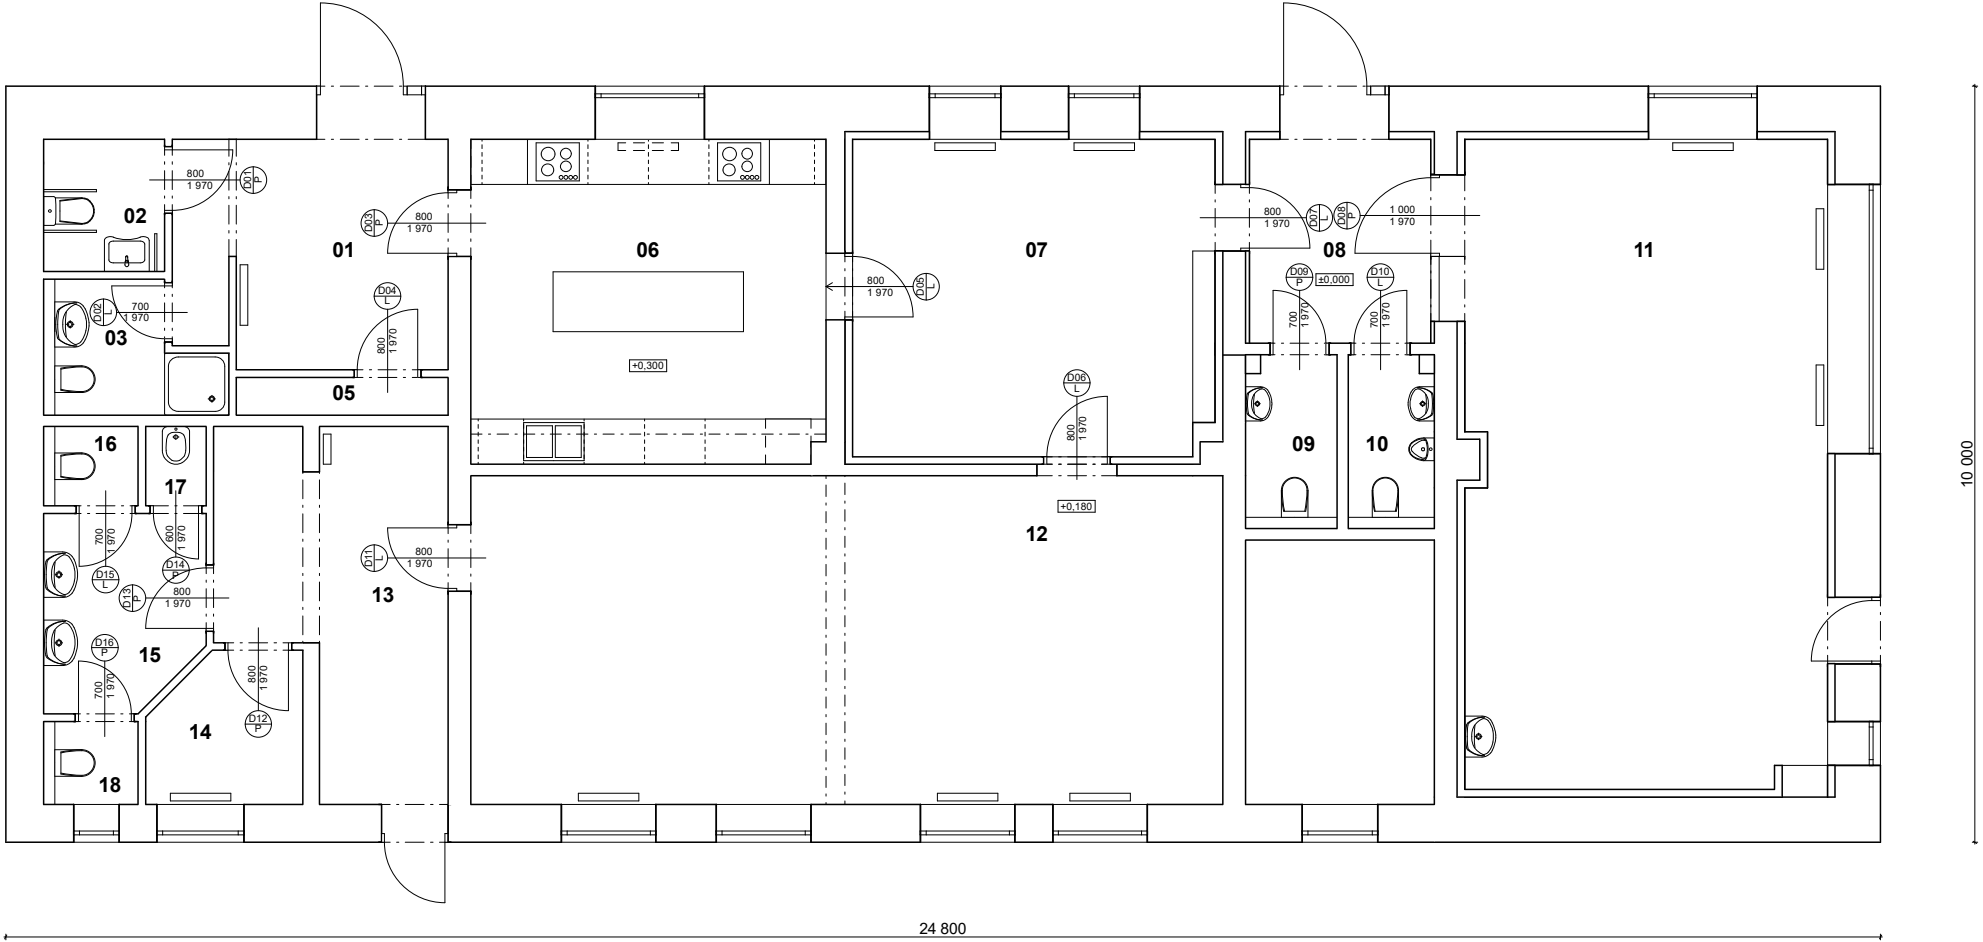 800
1 970
D01
P
02
D03
P
800
1 970
01
06
07
800
1 970
D07
L
D08
P
1 000
1 970
08
11
D02
L
700
1 970
03
D04
L
800
1 970
800
1 970
D05
L
D09
P
±0,000
D10
L
700
1 970
700
1 970
+0,300
05
D06
L
800
1 970
16
17
09
10
10 000
+0,180
12
700
1 970
600
1 970
D15
L
D14
P
D13
P
800
1 970
D11
L
800
1 970
13
D16
P
15
700
1 970
800
1 970
D12
P
14
18
24 800